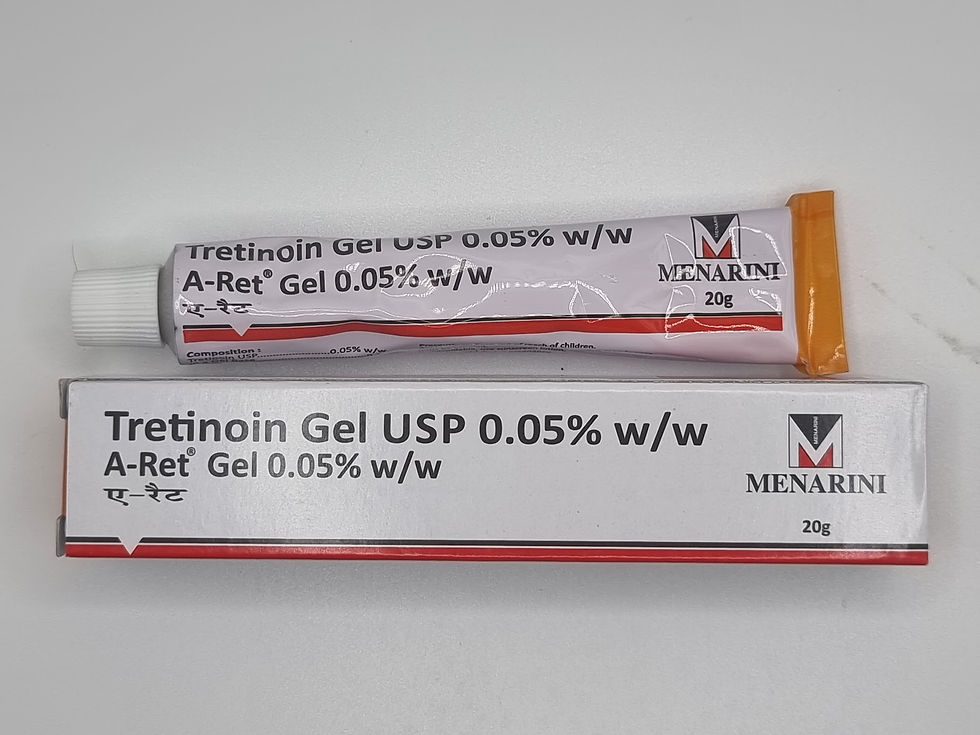 Tretinoin Gel USP 0.05% w/w
A-Ret® Gel 0.05% w/w
ए-रैट
MENARINI
MENARINI
20g
Composition :
Tretinoin USP..............................0.05% w/w
reach of children.
Tretinoin Gel USP 0.05% w/w
A-Ret® Gel 0.05% w/w
ए-रैट
MENARINI
MENARINI
20g